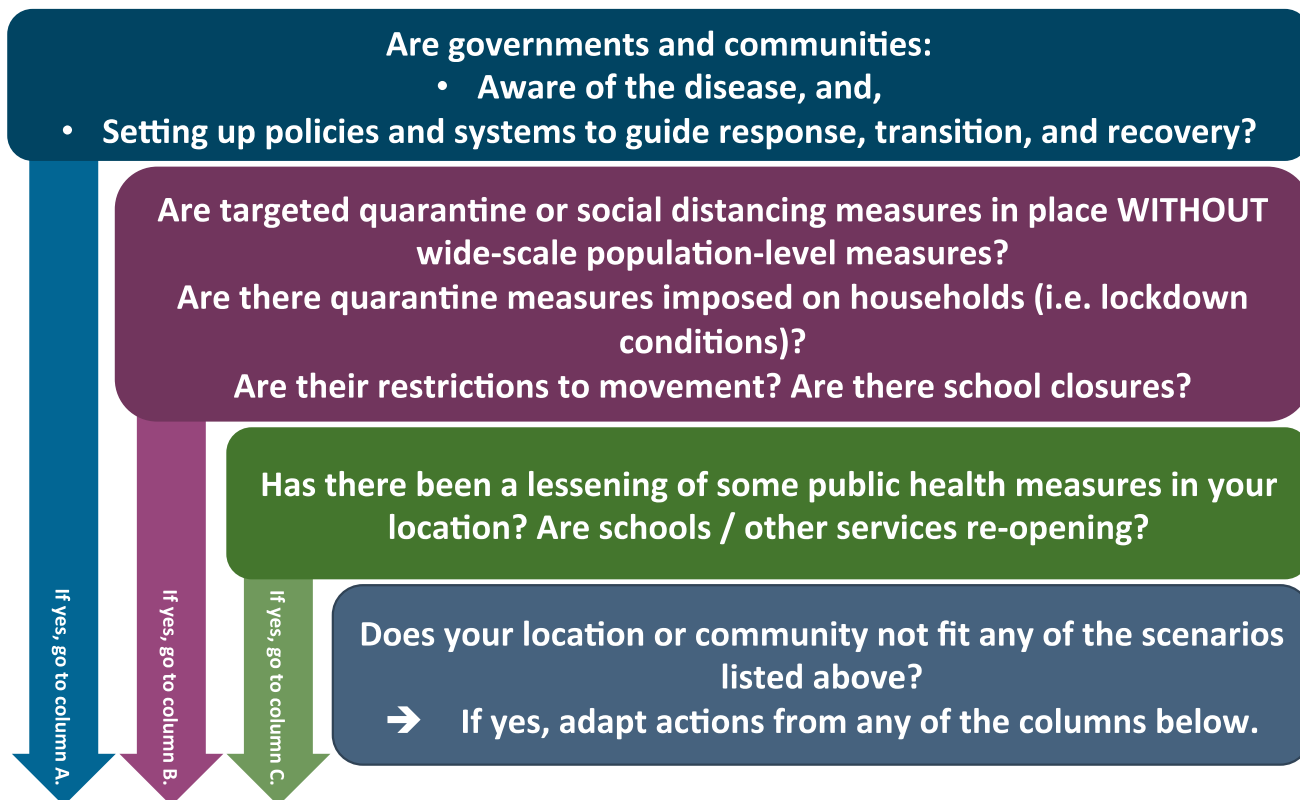 Are governments and communities:
• Aware of the disease, and,
• Setting up policies and systems to guide response, transition, and recovery?
Are targeted quarantine or social distancing measures in place WITHOUT
wide-scale population-level measures?
Are there quarantine measures imposed on households (i.e. lockdown
conditions)?
Are their restrictions to movement? Are there school closures?
Has there been a lessening of some public health measures in your
location? Are schools / other services re-opening?
Does your location or community not fit any of the scenarios
listed above?
➔ If yes, adapt actions from any of the columns below.
If yes, go to column A.
If yes, go to column B.
If yes, go to column C.